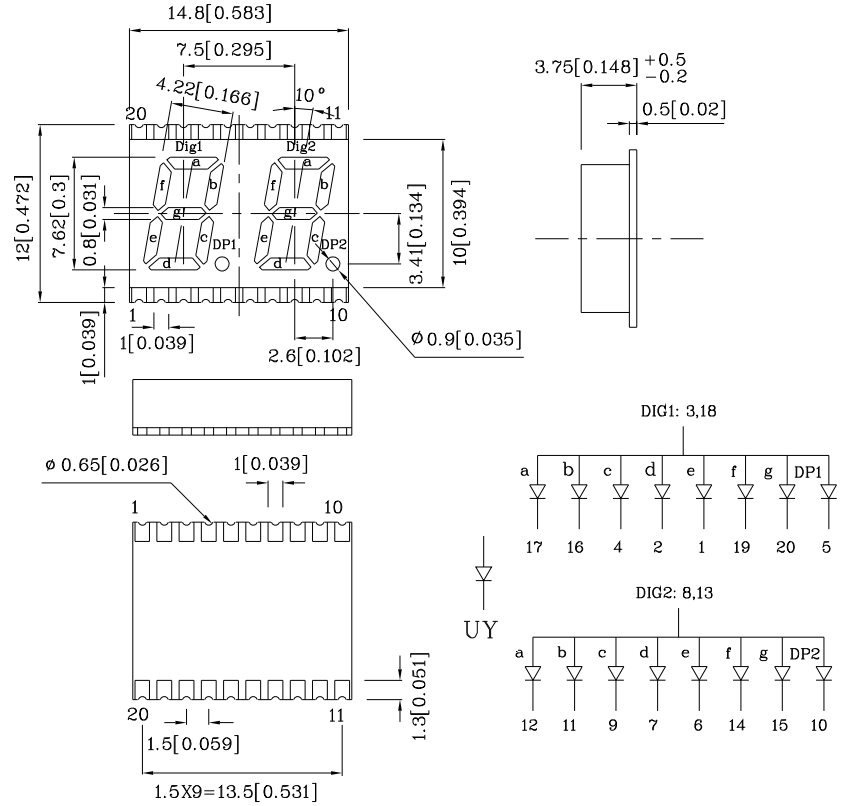 14.8[0.583]
7.5[0.295]
4.22[0.166]
10°
20
11
Dig1
Dig2
a
b
c
d
e
f
g
DP1
a
b
c
d
e
f
g
DP2
12[0.472]
7.62[0.3]
0.8[0.031]
3.41[0.134]
10[0.394]
1
10
1[0.039]
1[0.039]
2.6[0.102]
Ø 0.9[0.035]
3.75[0.148] +0.5 -0.2
0.5[0.02]
Ø 0.65[0.026]
1[0.039]
1
10
20
11
1.3[0.051]
1.5[0.059]
1.5X9=13.5[0.531]
DIG1: 3,18
a b c d e f g DP1
17 16 4 2 1 19 20 5
UY
DIG2: 8,13
a b c d e f g DP2
12 11 9 7 6 14 15 10